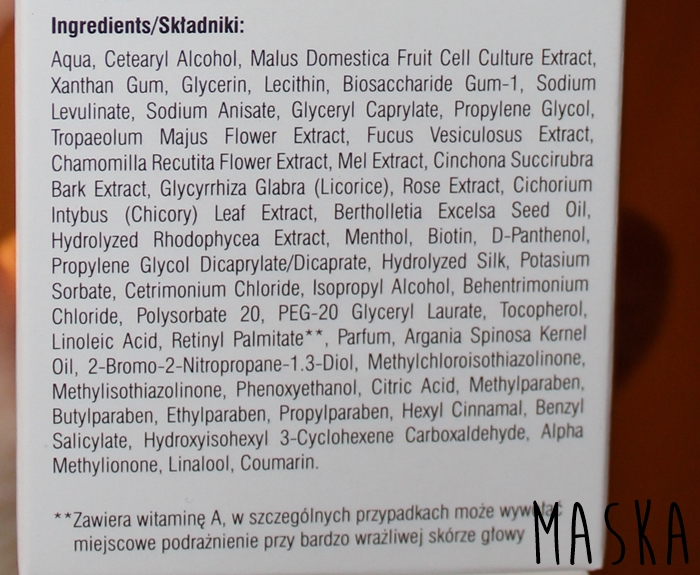 Ingredients/Składniki:
Aqua, Cetearyl Alcohol, Malus Domestica Fruit Cell Culture Extract,
Xanthan Gum, Glycerin, Lecithin, Biosaccharide Gum-1, Sodium
Levulinate, Sodium Anisate, Glyceryl Caprylate, Propylene Glycol,
Tropaeolum Majus Flower Extract, Fucus Vesiculosus Extract,
Chamomilla Recutita Flower Extract, Mel Extract, Cinchona Succirubra
Bark Extract, Glycyrrhiza Glabra (Licorice), Rose Extract, Cichorium
Intybus (Chicory) Leaf Extract, Bertholletia Excelsa Seed Oil,
Hydrolyzed Rhodophycea Extract, Menthol, Biotin, D-Panthenol,
Propylene Glycol Dicaprylate/Dicaprate, Hydrolyzed Silk, Potasium
Sorbate, Cetrimonium Chloride, Isopropyl Alcohol, Behentrimonium
Chloride, Polysorbate 20, PEG-20 Glyceryl Laurate, Tocopherol,
Linoleic Acid, Retinyl Palmitate**, Parfum, Argania Spinosa Kernel
Oil, 2-Bromo-2-Nitropropane-1.3-Diol, Methylchloroisothiazolinone,
Methylisothiazolinone, Phenoxyethanol, Citric Acid, Methylparaben,
Butylparaben, Ethylparaben, Propylparaben, Hexyl Cinnamal, Benzyl
Salicylate, Hydroxyisohexyl 3-Cyclohexene Carboxaldehyde, Alpha
Methylionone, Linalool, Coumarin.
**Zawiera witaminę A, w szczególnych przypadkach może wywołać
miejscowe podrażnienie przy bardzo wrażliwej skórze głowy
MASKA